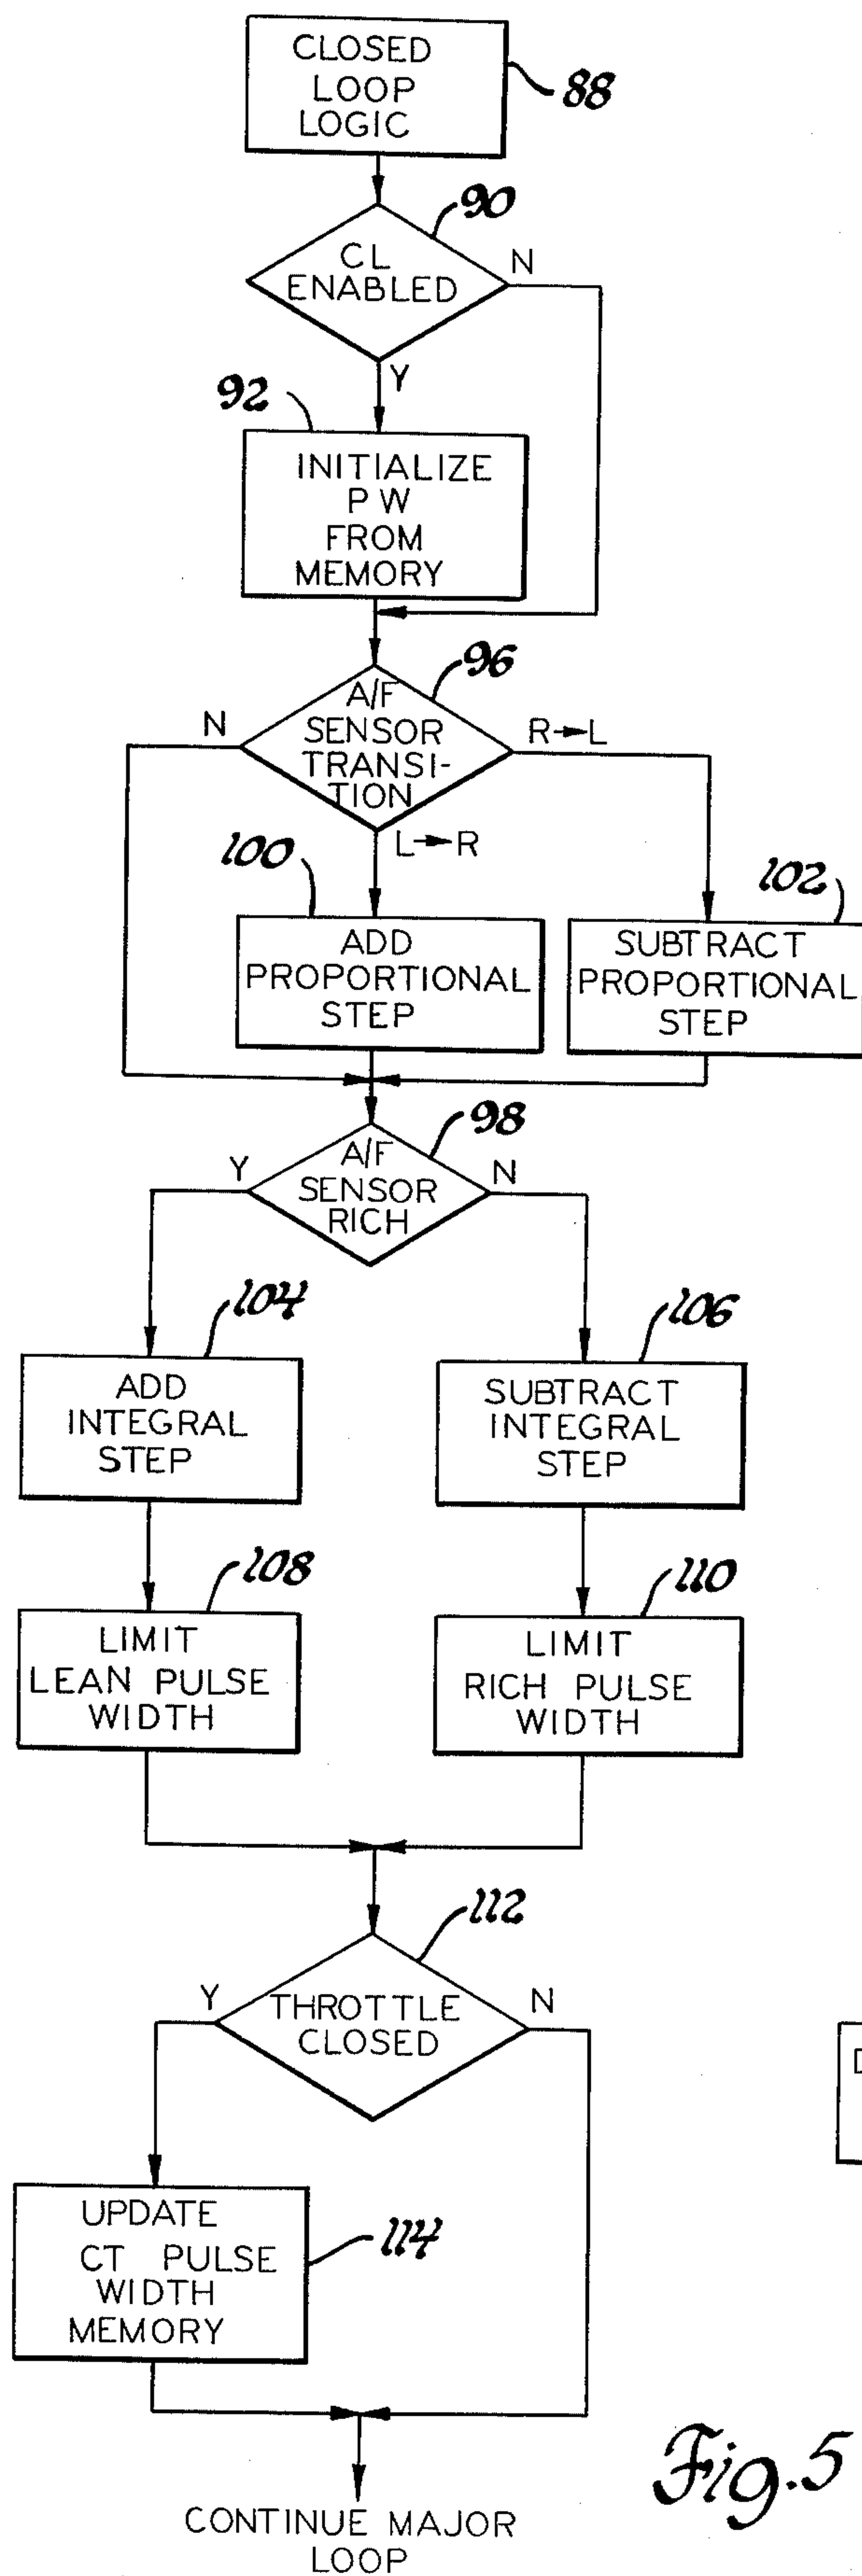 CLOSED
LOOP
LOGIC
88
90
CL
ENABLED
N
Y
92
INITIALIZE
PW
FROM
MEMORY
96
A/F
SENSOR
TRANSI-
TION
N
R→L
L→R
100
ADD
PROPORTIONAL
STEP
102
SUBTRACT
PROPORTIONAL
STEP
98
A/F
SENSOR
RICH
Y
N
104
ADD
INTEGRAL
STEP
106
SUBTRACT
INTEGRAL
STEP
108
LIMIT
LEAN PULSE
WIDTH
110
LIMIT
RICH PULSE
WIDTH
112
THROTTLE
CLOSED
Y
N
114
UPDATE
CT PULSE
WIDTH
MEMORY
CONTINUE MAJOR
LOOP
Fig.5